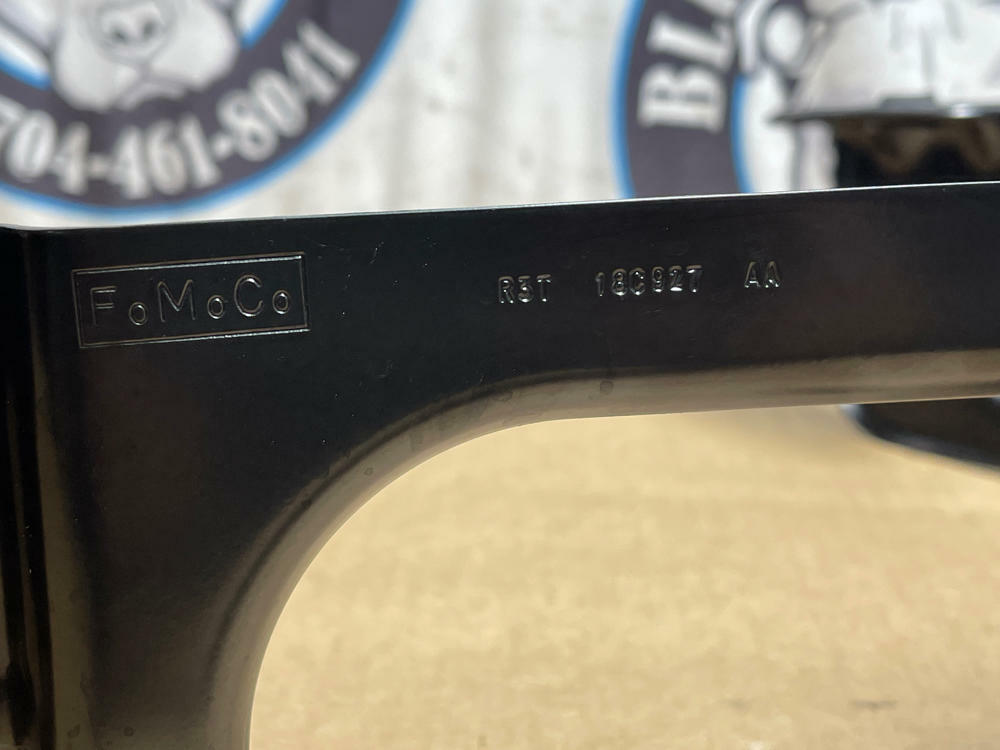 704-461-8041
BL
FoMoCo
R3T 18C927 AA